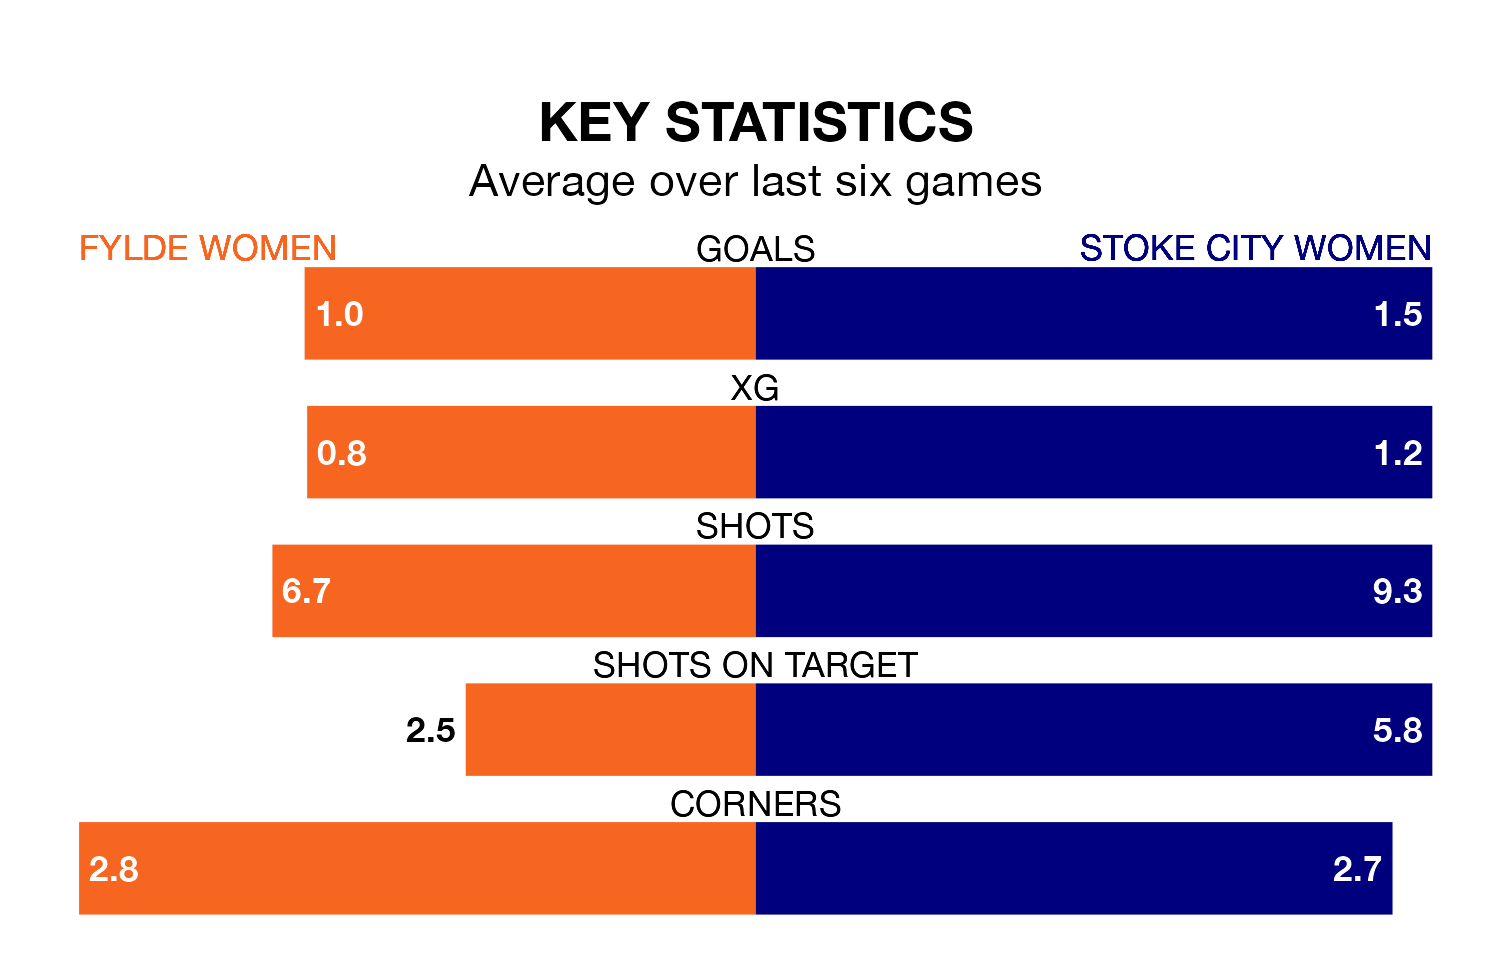 KEY STATISTICS
Average over last six games
FYLDE WOMEN
GOALS
STOKE CITY WOMEN
1.0
1.5
XG
0.8
1.2
SHOTS
6.7
9.3
SHOTS ON TARGET
2.5
5.8
CORNERS
2.8
2.7